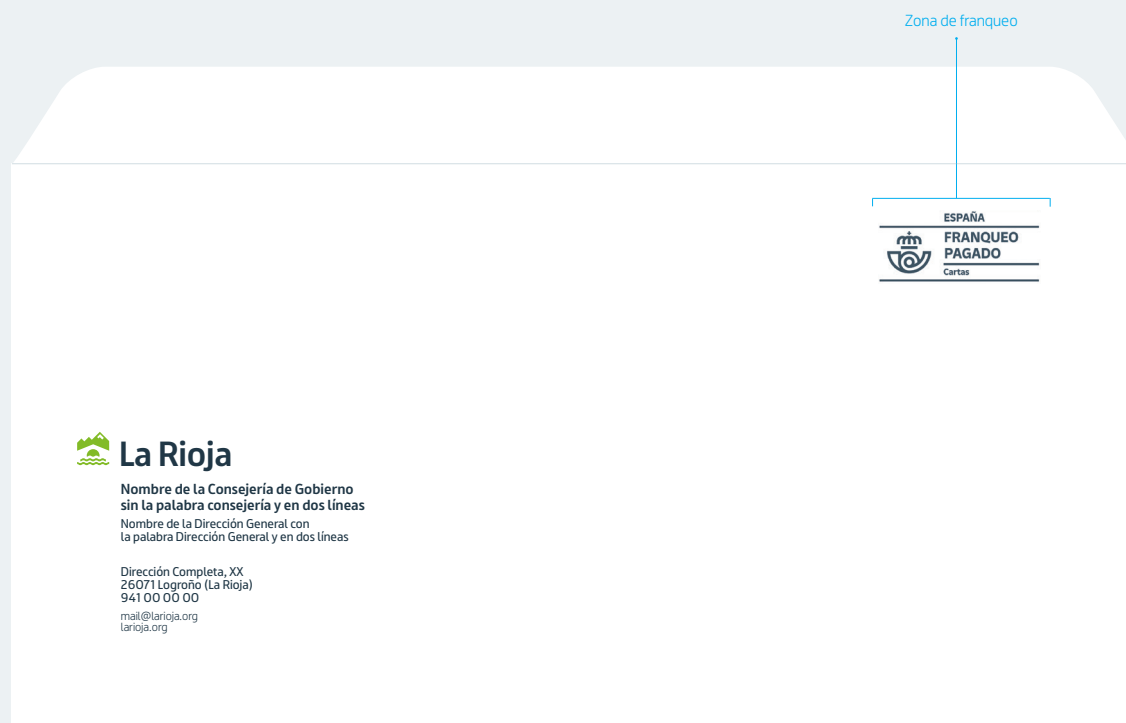 Zona de franqueo
ESPAÑA
FRANQUEO
PAGADO
Cartas
La Rioja
Nombre de la Consejería de Gobierno
sin la palabra consejería y en dos líneas
Nombre de la Dirección General con
la palabra Dirección General y en dos líneas
Dirección Completa, XX
26071 Logroño (La Rioja)
941 00 00 00
mail@larioja.org
larioja.org